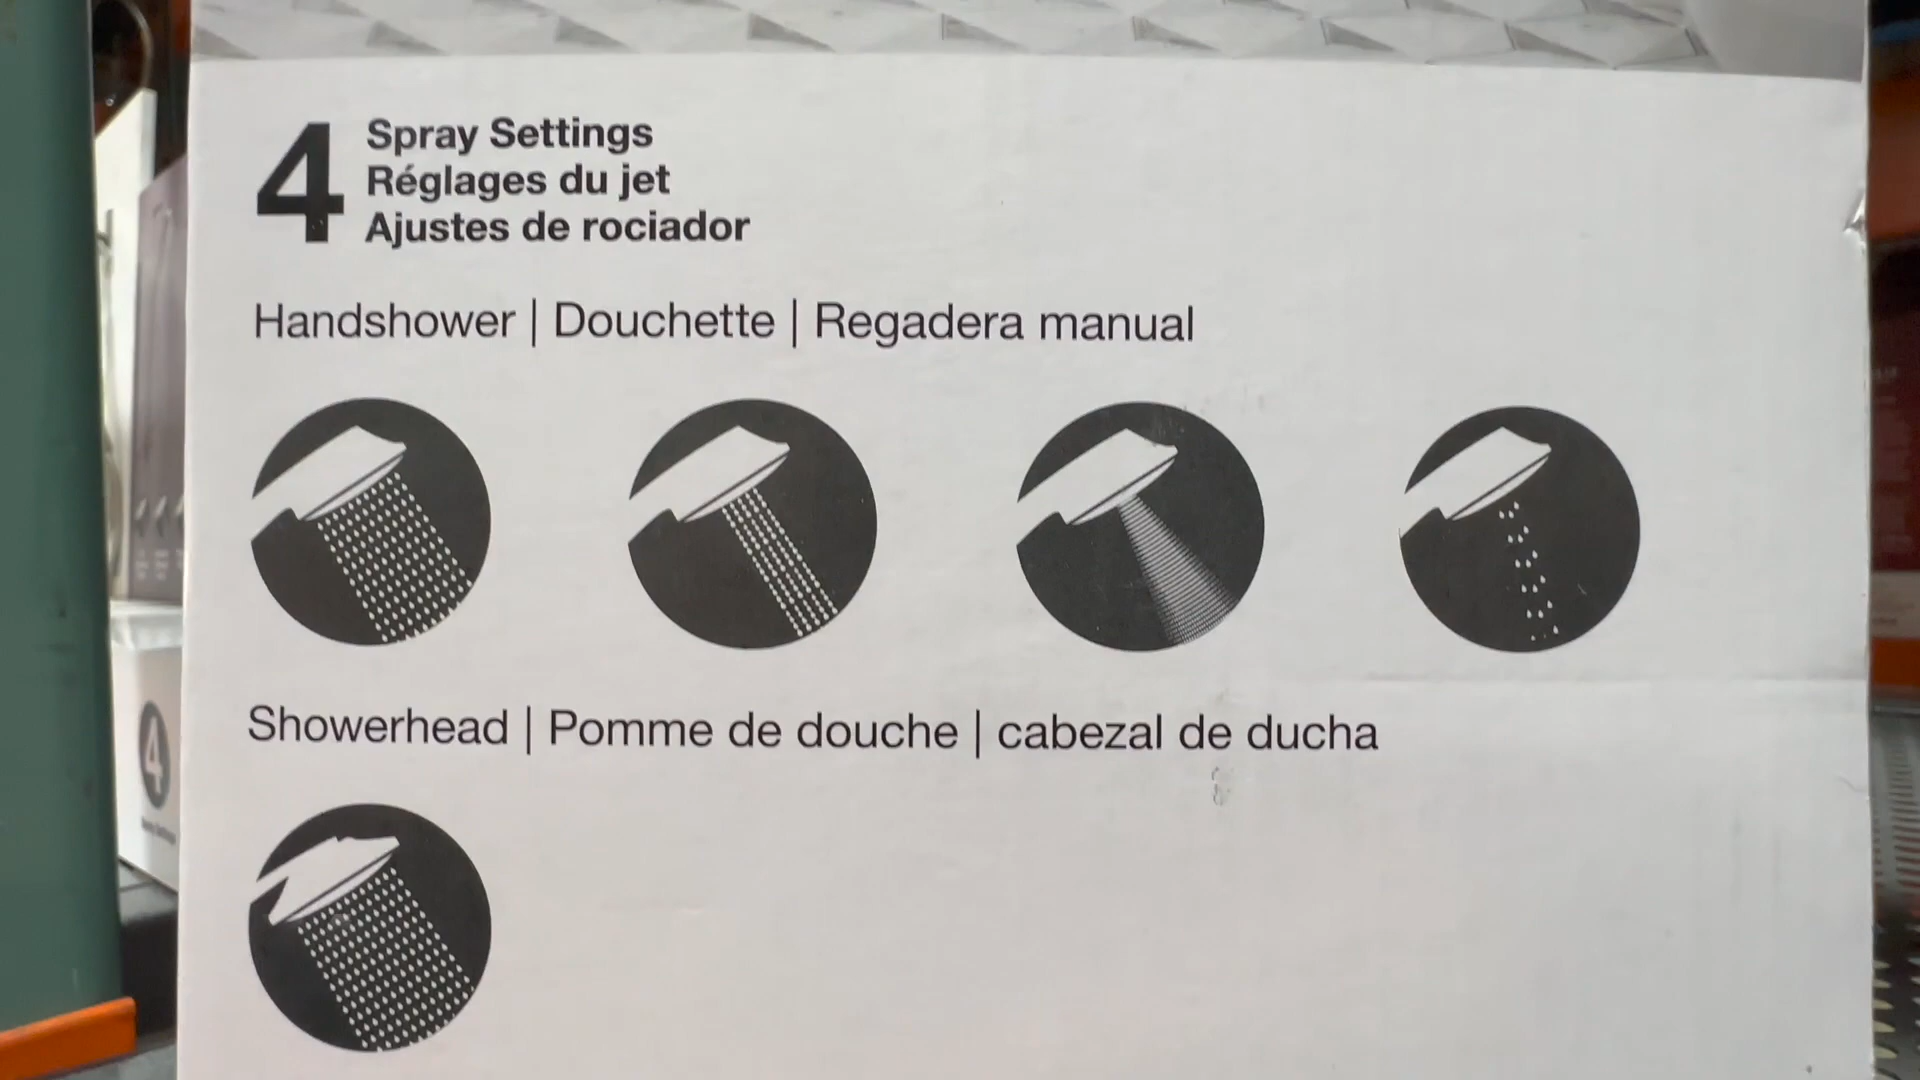 4
Spray Settings
Réglages du jet
Ajustes de rociador
Handshower | Douchette | Regadera manual
Showerhead | Pomme de douche | cabezal de ducha
4